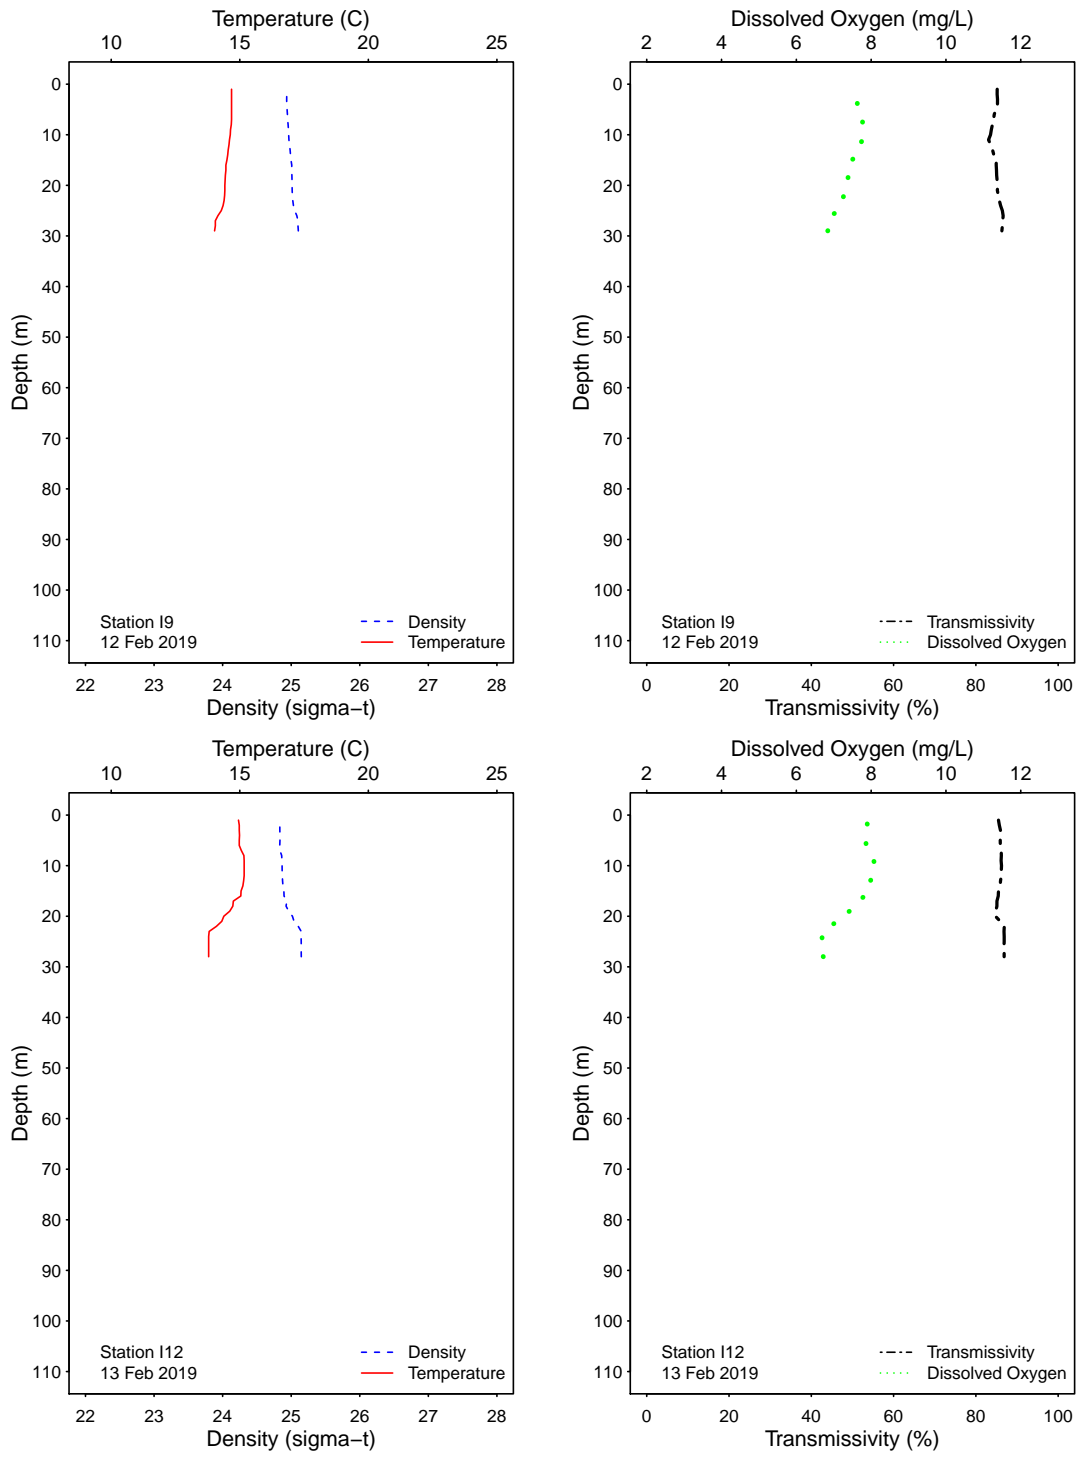 Temperature (C)
10 15 20 25
0
10
20
30
40
50
60
70
80
90
100
110
Depth (m)
Station I9
12 Feb 2019
Density
Temperature
22 23 24 25 26 27 28
Density (sigma−t)
Dissolved Oxygen (mg/L)
2 4 6 8 10 12
0
10
20
30
40
50
60
70
80
90
100
110
Depth (m)
Station I9
12 Feb 2019
Transmissivity
Dissolved Oxygen
0 20 40 60 80 100
Transmissivity (%)
Temperature (C)
10 15 20 25
0
10
20
30
40
50
60
70
80
90
100
110
Depth (m)
Station I12
13 Feb 2019
Density
Temperature
22 23 24 25 26 27 28
Density (sigma−t)
Dissolved Oxygen (mg/L)
2 4 6 8 10 12
0
10
20
30
40
50
60
70
80
90
100
110
Depth (m)
Station I12
13 Feb 2019
Transmissivity
Dissolved Oxygen
0 20 40 60 80 100
Transmissivity (%)